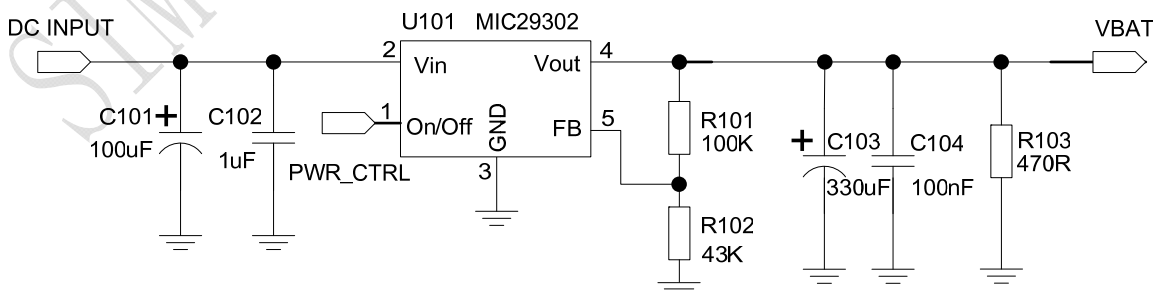 DC INPUT
U101 MIC29302
VBAT
2
Vin
Vout
4
C101
+
100uF
C102
1uF
1
On/Off
PWR_CTRL
GND
3
FB
5
R101
100K
R102
43K
+
C103
330uF
C104
100nF
R103
470R
SIM